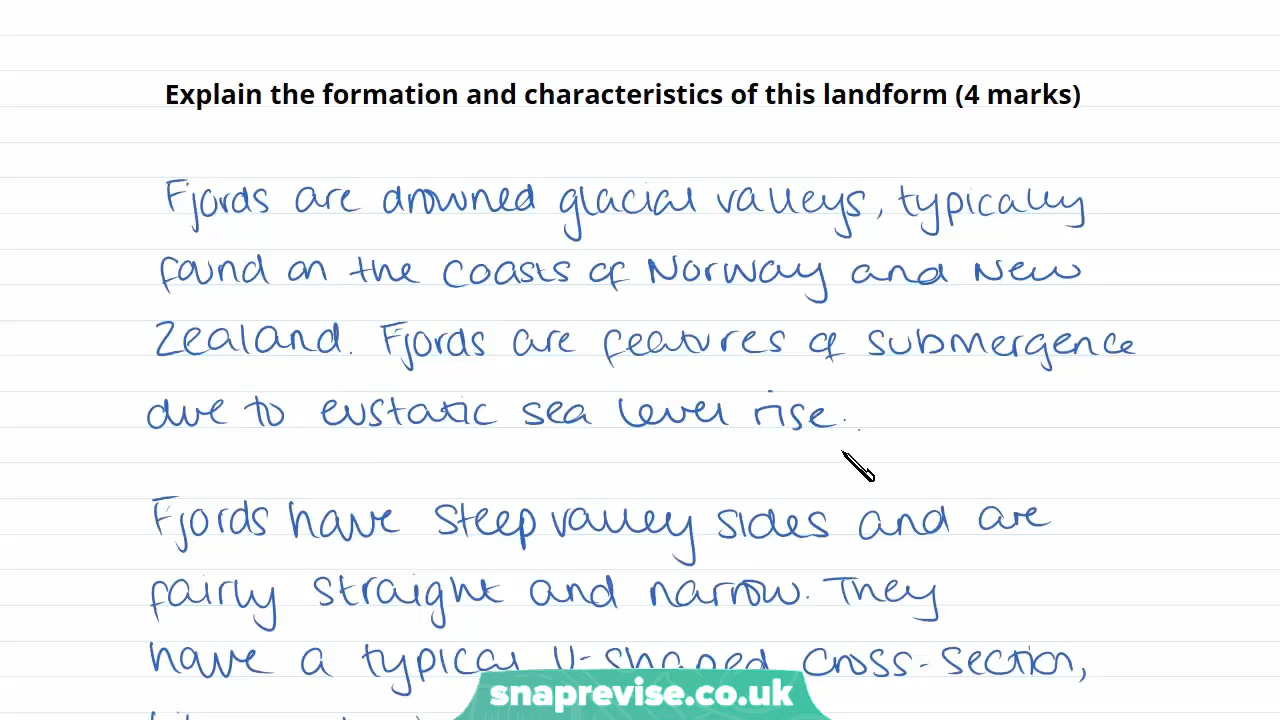 Explain the formation and characteristics of this landform (4 marks)
Fjords are drowned glacial valleys, typically
found on the coasts of Norway and New
Zealand. Fjords are features of submergence
due to eustatic sea level rise.
Fjords have steep valley sides and are
fairly straight and narrow. They
have a typical U-shaped cross-section,
snaprevise.co.uk